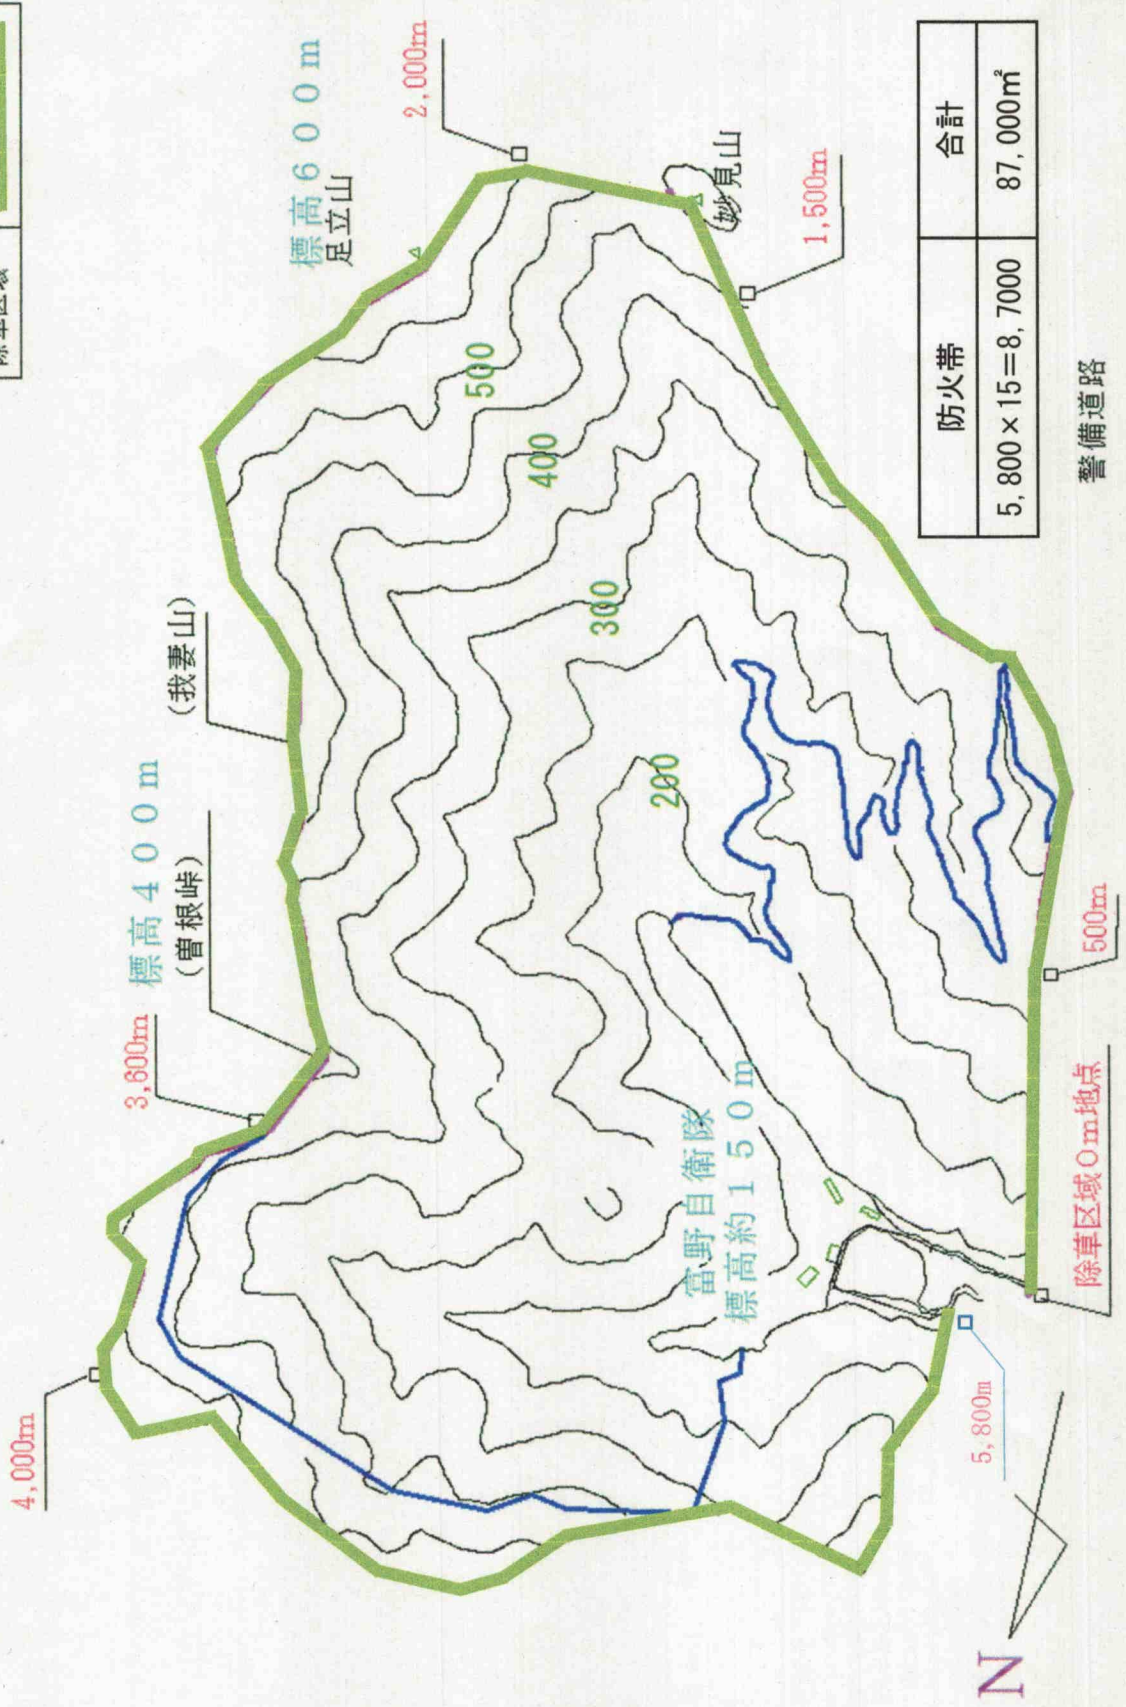 除草区域
4,000m
3,600m
標高400m
(曽根峠)
(我妻山)
標高600m
足立山
2,000m
妙見山
1,500m
500
400
300
200
富野自衛隊
標高約150m
5,800m
除草区域0m地点
500m
警備道路
防火帯 合計
5,800×15=8,7000 87,000㎡
N